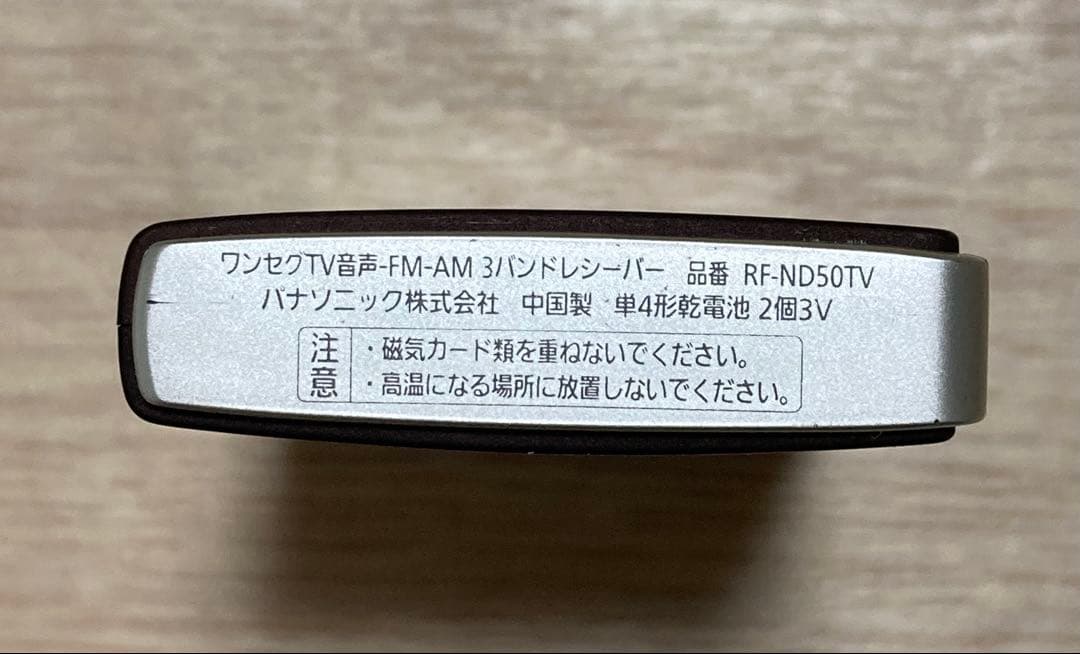 ワンセグTV音声-FM-AM 3バンドレシーバー 品番 RF-ND50TV
パナソニック株式会社 中国製 単4形乾電池 2個3V
注意
・磁気カード類を重ねないでください。
・高温になる場所に放置しないでください。